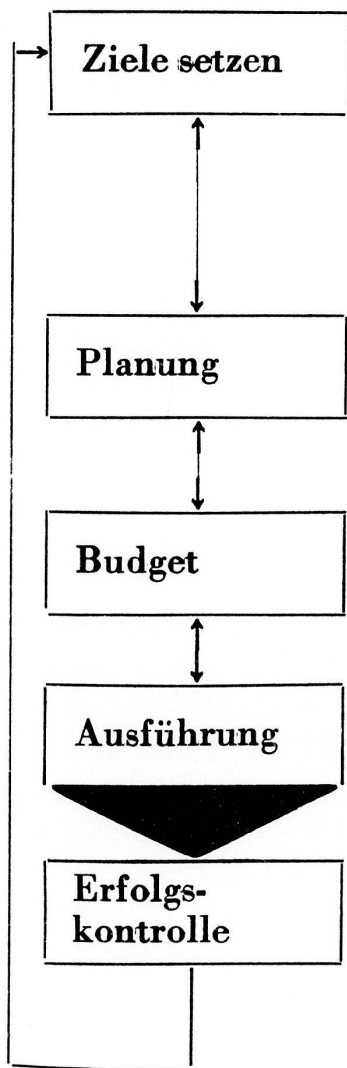 Ziele setzen
Planung
Budget
Ausführung
Erfolgs-
kontrolle